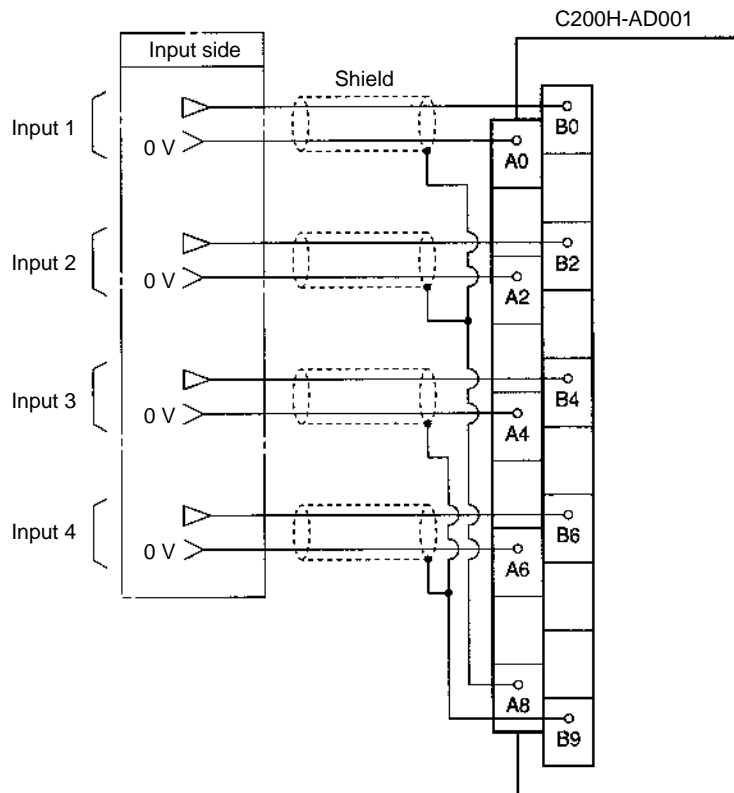 C200H-AD001
Input side
Shield
Input 1
0 V
B0
A0
Input 2
0 V
B2
A2
Input 3
0 V
B4
A4
Input 4
0 V
B6
A6
A8
B9